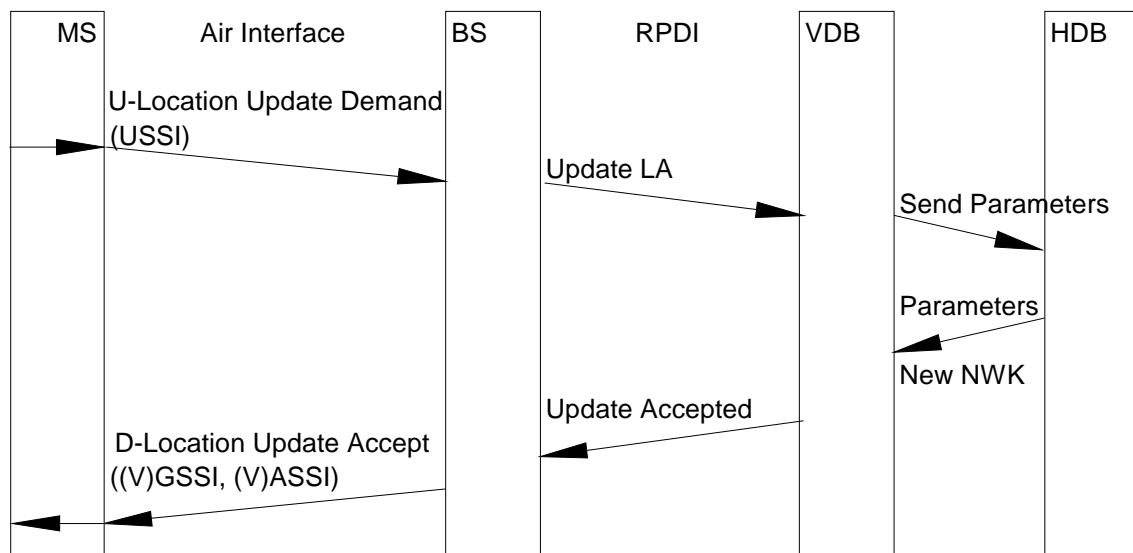 MS Air Interface BS RPDI VDB HDB
U-Location Update Demand
(USSI)
Update LA
Send Parameters
Parameters
New NWK
Update Accepted
D-Location Update Accept
((V)GSSI, (V)ASSI)